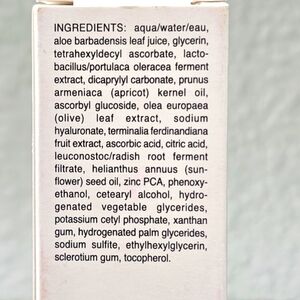 INGREDIENTS: aqua/water/eau,
aloe barbadensis leaf juice, glycerin,
tetrahexyldecyl ascorbate, lacto-
bacillus/portulaca oleracea ferment
extract, dicaprylyl carbonate, prunus
armeniaca (apricot) kernel oil,
ascorbyl glucoside, olea europaea
(olive) leaf extract, sodium
hyaluronate, terminalia ferdinandiana
fruit extract, ascorbic acid, citric acid,
leuconostoc/radish root ferment
filtrate, helianthus annuus (sun-
flower) seed oil, zinc PCA, phenoxy-
ethanol, cetearyl alcohol, hydro-
genated vegetable glycerides,
potassium cetyl phosphate, xanthan
gum, hydrogenated palm glycerides,
sodium sulfite, ethylhexylglycerin,
sclerotium gum, tocopherol.